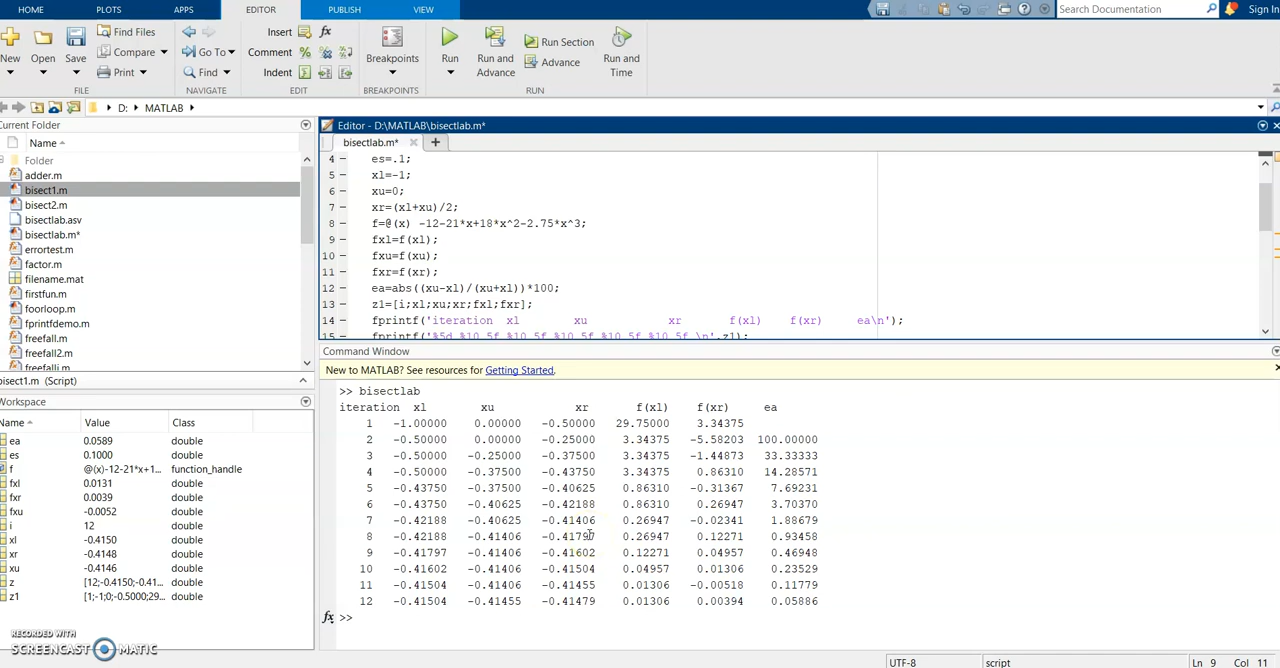 HOME PLOTS APPS EDITOR PUBLISH VIEW Search Documentation Sign In
New Open Save Find Files Compare Print Go To Find Insert fx Comment Indent Breakpoints Run Run and Advance Run Section Advance Run and Time
FILE NAVIGATE EDIT BREAKPOINTS RUN
D: MATLAB
Current Folder
Name
Folder
adder.m
bisect1.m
bisect2.m
bisectlab.asv
bisectlab.m*
errortest.m
factor.m
filename.mat
firstfun.m
foorloop.m
fprintfdemo.m
freefall.m
freefall2.m
freefalli.m
bisect1.m (Script)
Workspace
Name Value Class
ea 0.0589 double
es 0.1000 double
f @(x)-12-21*x+1... function_handle
fxl 0.0131 double
fxr 0.0039 double
fxu -0.0052 double
i 12 double
xl -0.4150 double
xr -0.4148 double
xu -0.4146 double
z [12;-0.4150;-0.41... double
z1 [1;-1;0;-0.5000;29... double
RECORDED WITH
SCREENCAST MATIC
Editor - D:\MATLAB\bisectlab.m*
bisectlab.m*
4 - es=.1;
5 - xl=-1;
6 - xu=0;
7 - xr=(xl+xu)/2;
8 - f=@(x) -12-21*x+18*x^2-2.75*x^3;
9 - fxl=f(xl);
10 - fxu=f(xu);
11 - fxr=f(xr);
12 - ea=abs((xu-xl)/(xu+xl))*100;
13 - z1=[i;xl;xu;xr;fxl;fxr];
14 - fprintf('iteration xl xu xr f(xl) f(xr) ea\n');
15 - fprintf('%5d %10.5f %10.5f %10.5f %10.5f %10.5f \n',z1);
Command Window
New to MATLAB? See resources for Getting Started.
>> bisectlab
iteration xl xu xr f(xl) f(xr) ea
1 -1.00000 0.00000 -0.50000 29.75000 3.34375
2 -0.50000 0.00000 -0.25000 3.34375 -5.58203 100.00000
3 -0.50000 -0.25000 -0.37500 3.34375 -1.44873 33.33333
4 -0.50000 -0.37500 -0.43750 3.34375 0.86310 14.28571
5 -0.43750 -0.37500 -0.40625 0.86310 -0.31367 7.69231
6 -0.43750 -0.40625 -0.42188 0.86310 0.26947 3.70370
7 -0.42188 -0.40625 -0.41406 0.26947 -0.02341 1.88679
8 -0.42188 -0.41406 -0.41797 0.26947 0.12271 0.93458
9 -0.41797 -0.41406 -0.41602 0.12271 0.04957 0.46948
10 -0.41602 -0.41406 -0.41504 0.04957 0.01306 0.23529
11 -0.41504 -0.41406 -0.41455 0.01306 -0.00518 0.11779
12 -0.41504 -0.41455 -0.41479 0.01306 0.00394 0.05886
fx >>
UTF-8 script Ln 9 Col 11